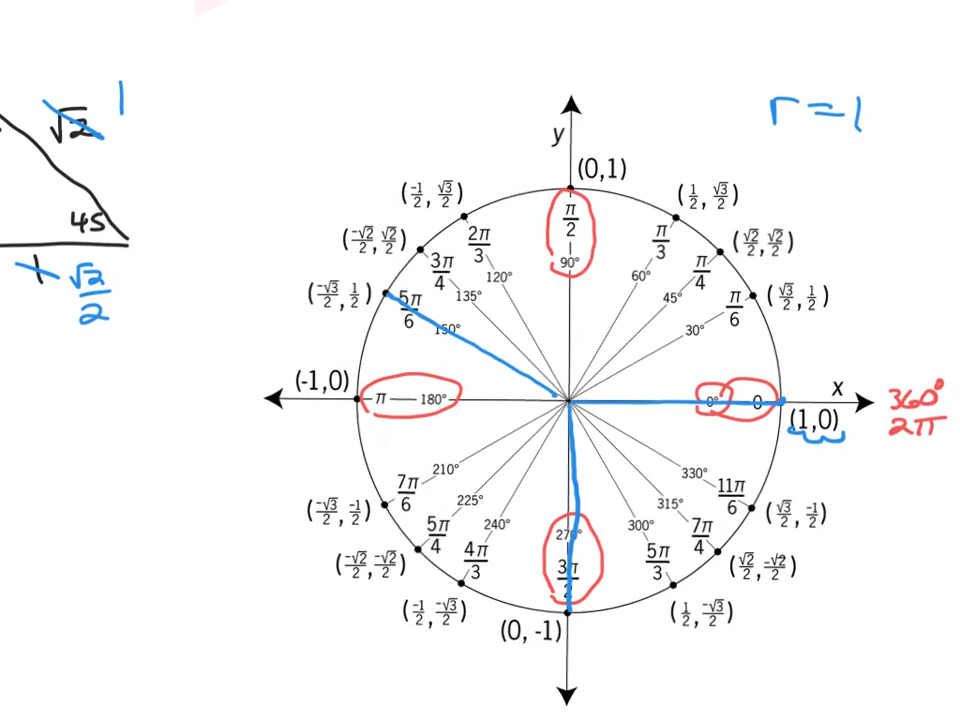 √2 1
45
1 √2/2
r = 1
y
(0,1)
(-1/2, √3/2) (1/2, √3/2)
π/2
(-√2/2, √2/2) 2π/3 π/3 (√2/2, √2/2)
3π/4 120° 90° 60° π/4
(-√3/2, 1/2) 5π/6 135° 45° π/6 (√3/2, 1/2)
150° 30°
(-1,0) π 180° 0° 0 x 360°
(1,0) 2π
210° 330°
7π/6 11π/6
(-√3/2, -1/2) 225° 315° (√3/2, -1/2)
5π/4 240° 270° 300° 7π/4
(-√2/2, -√2/2) 4π/3 3π/2 5π/3 (√2/2, -√2/2)
(-1/2, -√3/2) (1/2, -√3/2)
(0, -1)